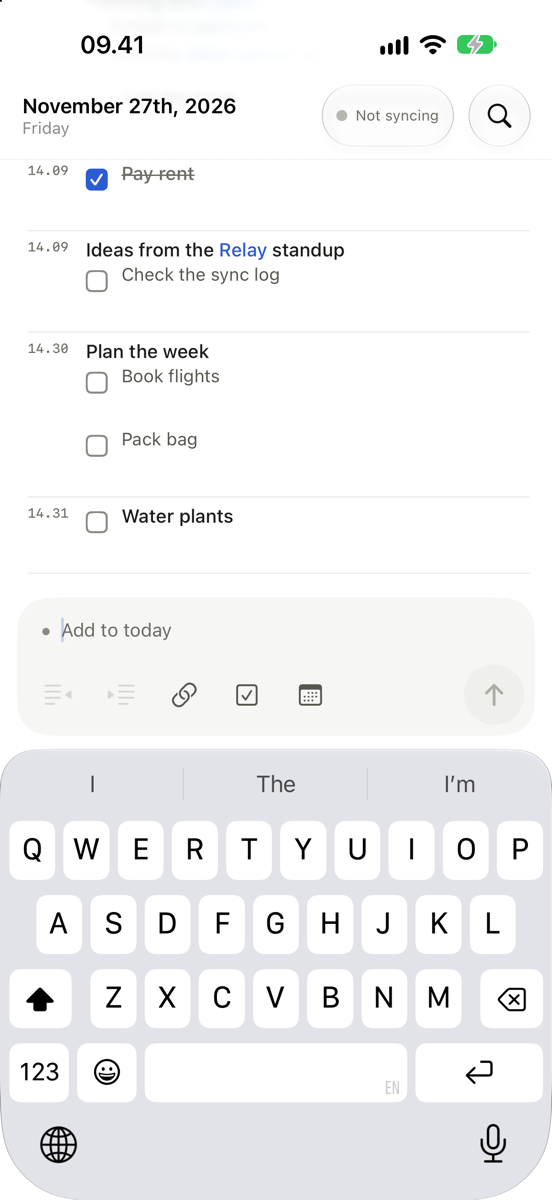 09.41
November 27th, 2026
Friday
Not syncing
14.09
Pay rent
14.09
Ideas from the Relay standup
Check the sync log
14.30
Plan the week
Book flights
Pack bag
14.31
Water plants
Add to today
I
The
I’m
Q W E R T Y U I O P
A S D F G H J K L
Z X C V B N M
123
EN